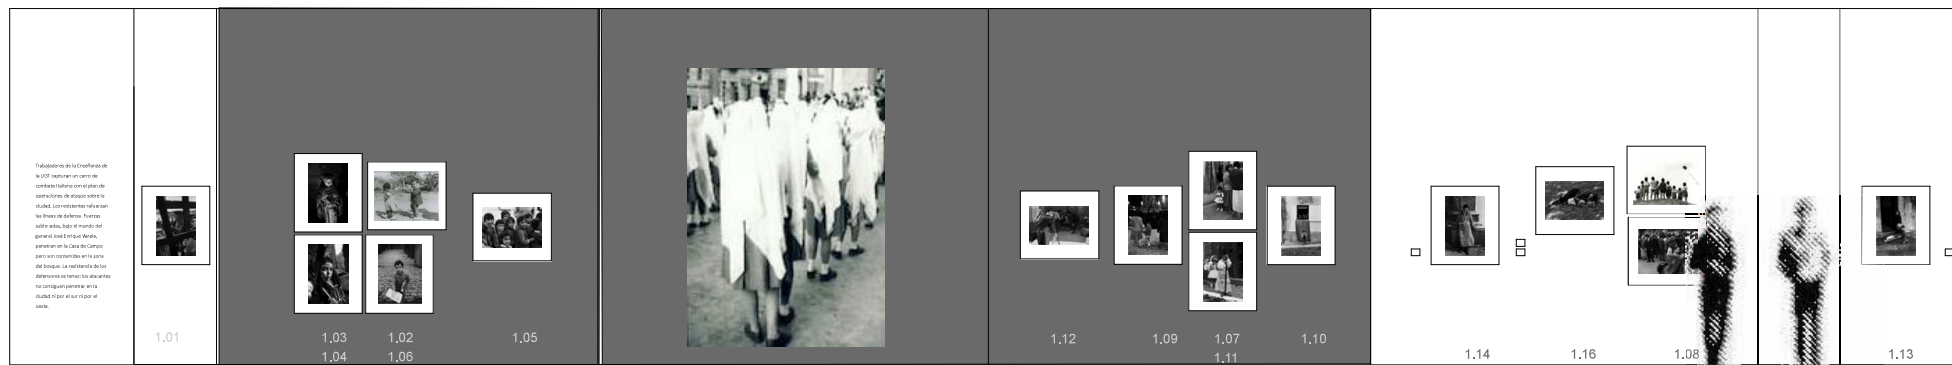 Trabajadores de la Enseñanza de
la UGT capturan un carro de
combate italiano con el plan de
operaciones de ataque sobre la
ciudad. Los resistentes refuerzan
las líneas de defensa. Fuerzas
sublevadas, bajo el mando del
general José Enrique Varela,
penetran en la Casa de Campo
pero son contenidas en la zona
del bosque. La resistencia de los
defensores es tenaz: los atacantes
no consiguen penetrar en la
ciudad ni por el sur ni por el
oeste.
1.01
1.03 1.02 1.05
1.04 1.06
1.12 1.09 1.07 1.10
1.11
1.14 1.16 1.08 1.13